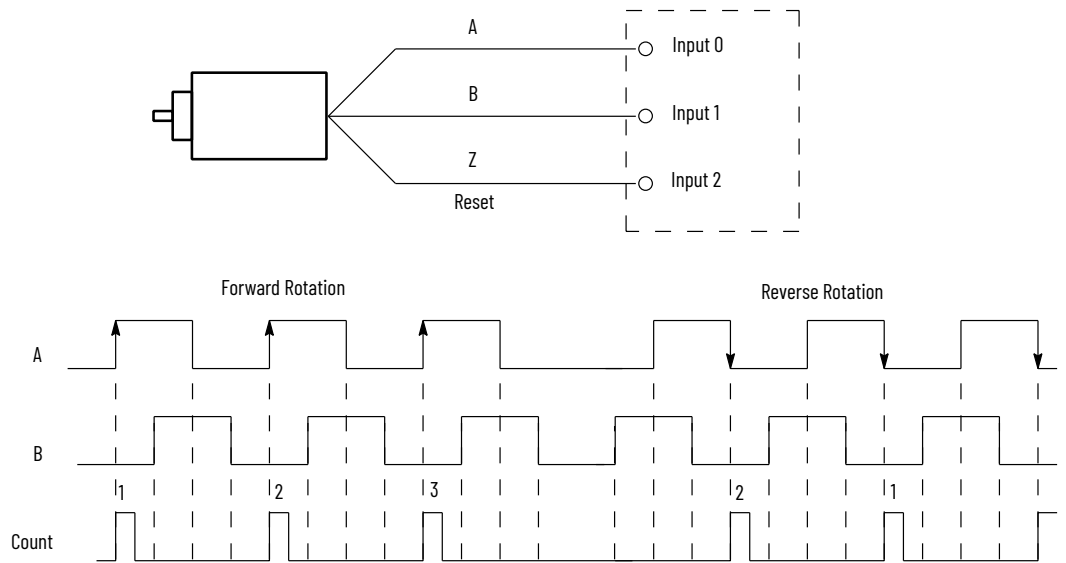 A
Input 0
B
Input 1
Z
Input 2
Reset
Forward Rotation
Reverse Rotation
A
B
1
2
3
2
1
Count